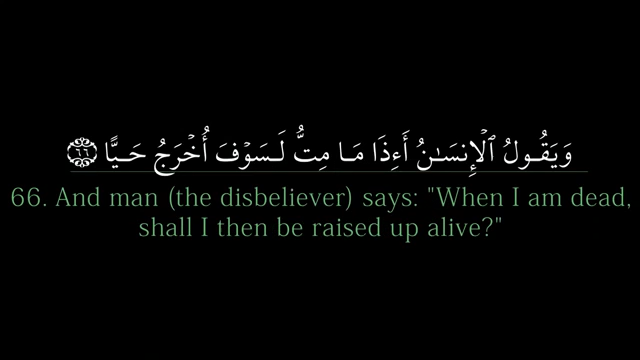 وَيَقُولُ ٱلْإِنسَـٰنُ أَءِذَا مَا مِتُّ لَسَوْفَ أُخْرَجُ حَيًّا ٦٦
66. And man (the disbeliever) says: "When I am dead,
shall I then be raised up alive?"